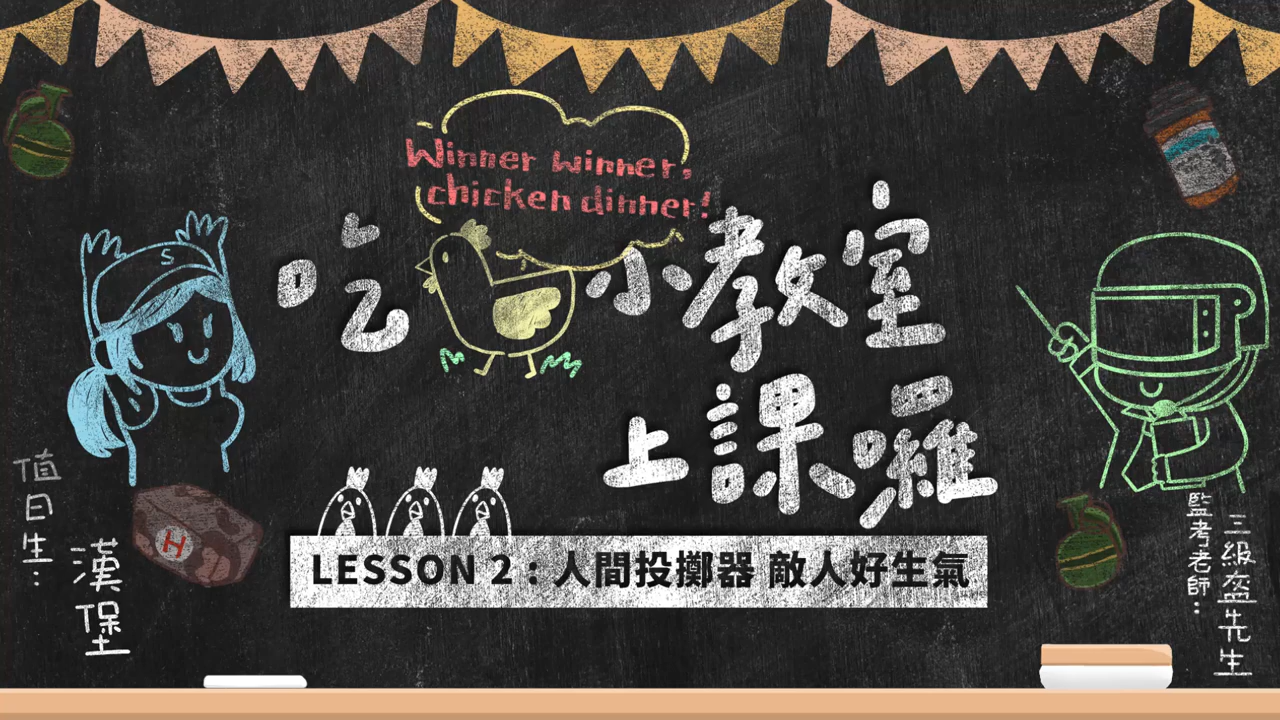 Winner winner,
chicken dinner!
吃 小教室
上課囉
LESSON 2 : 人間投擲器 敵人好生氣
S
值日生：
漢堡
H
監考老師：
三級盔先生